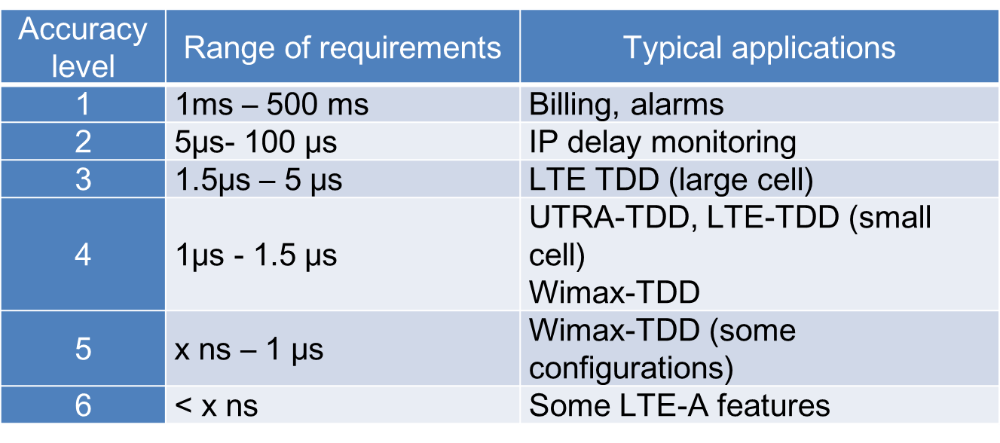 Accuracy
level
Range of requirements
Typical applications
1
1ms – 500 ms
Billing, alarms
2
5µs- 100 µs
IP delay monitoring
3
1.5µs – 5 µs
LTE TDD (large cell)
4
1µs - 1.5 µs
UTRA-TDD, LTE-TDD (small
cell)
Wimax-TDD
5
x ns – 1 µs
Wimax-TDD (some
configurations)
6
< x ns
Some LTE-A features